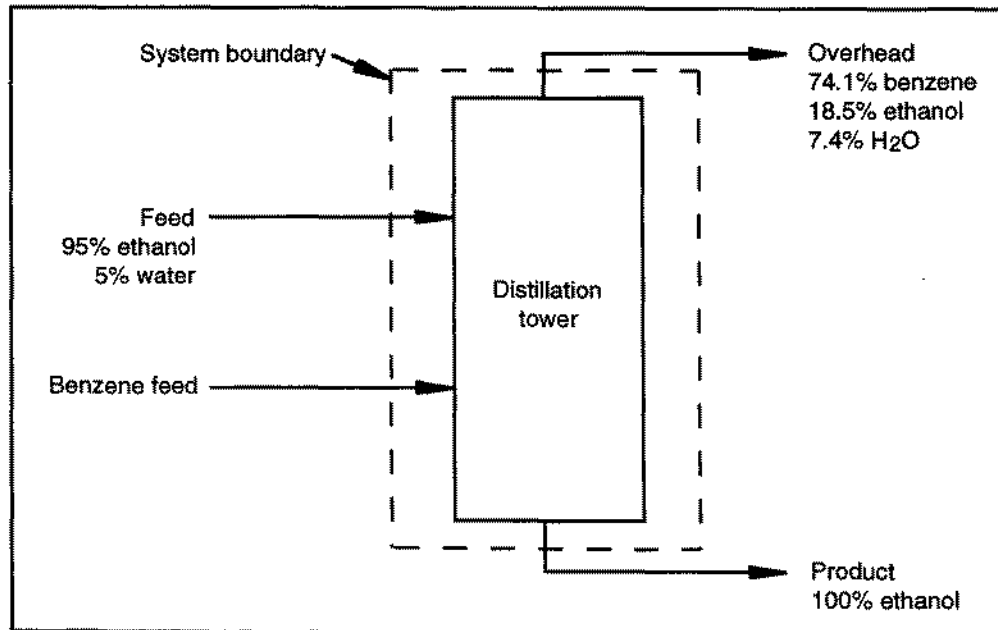 System boundary
Overhead
74.1% benzene
18.5% ethanol
7.4% H₂O
Feed
95% ethanol
5% water
Distillation
tower
Benzene feed
Product
100% ethanol